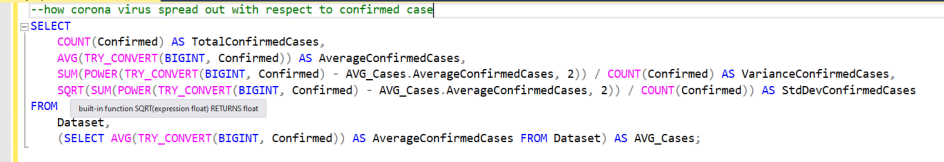 --how corona virus spread out with respect to confirmed case
SELECT
COUNT(Confirmed) AS TotalConfirmedCases,
AVG(TRY_CONVERT(BIGINT, Confirmed)) AS AverageConfirmedCases,
SUM(POWER(TRY_CONVERT(BIGINT, Confirmed) - AVG_Cases.AverageConfirmedCases, 2)) / COUNT(Confirmed) AS VarianceConfirmedCases,
SQRT(SUM(POWER(TRY_CONVERT(BIGINT, Confirmed) - AVG_Cases.AverageConfirmedCases, 2)) / COUNT(Confirmed)) AS StdDevConfirmedCases
FROM
built-in function SQRT(expression float) RETURNS float
Dataset,
(SELECT AVG(TRY_CONVERT(BIGINT, Confirmed)) AS AverageConfirmedCases FROM Dataset) AS AVG_Cases;